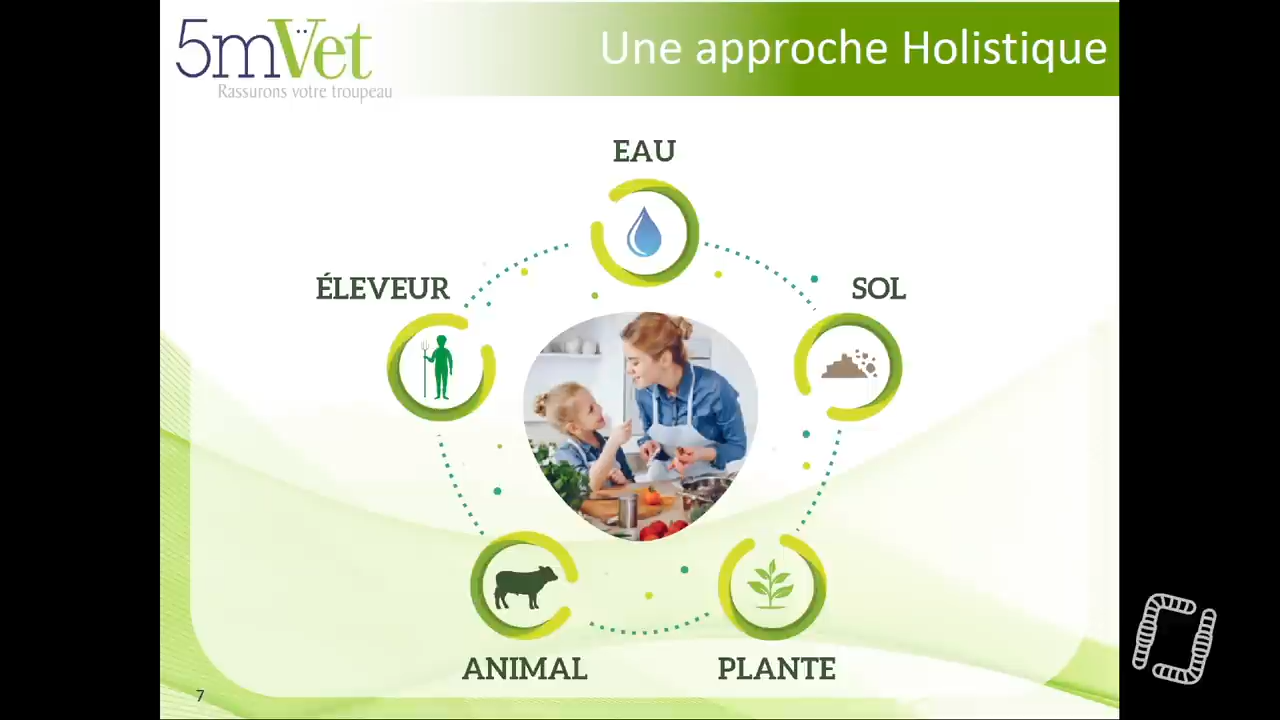 5mVet
Rassurons votre troupeau
Une approche Holistique
EAU
ÉLEVEUR
SOL
ANIMAL
PLANTE
7